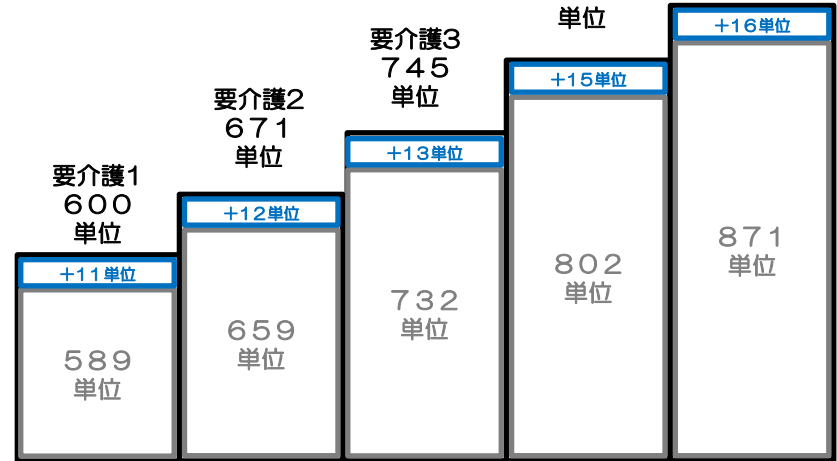 要介護1
６００
単位
＋１１単位
５８９
単位
要介護2
６７１
単位
＋１２単位
６５９
単位
要介護3
７４５
単位
＋１３単位
７３２
単位
単位
＋１５単位
８０２
単位
＋１６単位
８７１
単位